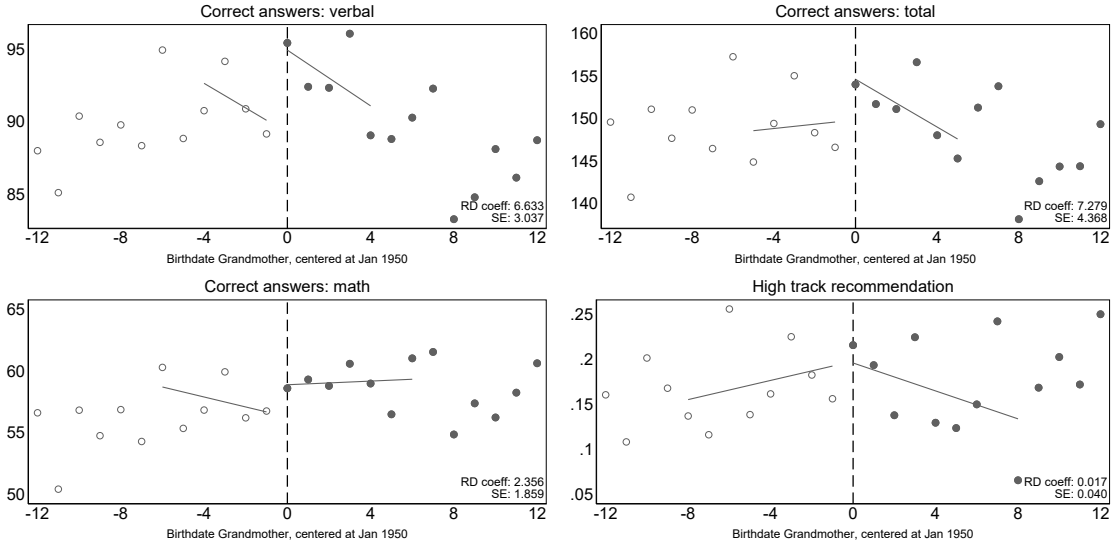 Correct answers: verbal
95
90
85
RD coeff: 6.633
SE: 3.037
-12 -8 -4 0 4 8 12
Birthdate Grandmother, centered at Jan 1950
Correct answers: total
160
155
150
145
140
RD coeff: 7.279
SE: 4.368
-12 -8 -4 0 4 8 12
Birthdate Grandmother, centered at Jan 1950
Correct answers: math
65
60
55
50
RD coeff: 2.356
SE: 1.859
-12 -8 -4 0 4 8 12
Birthdate Grandmother, centered at Jan 1950
High track recommendation
.25
.2
.15
.1
.05
RD coeff: 0.017
SE: 0.040
-12 -8 -4 0 4 8 12
Birthdate Grandmother, centered at Jan 1950